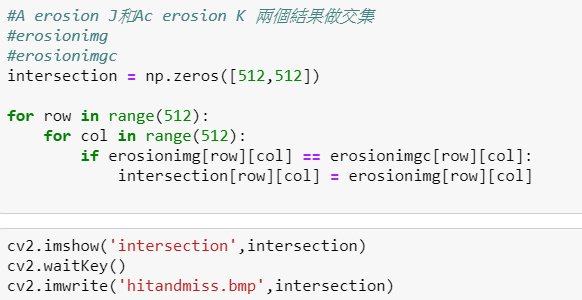 #A erosion J和Ac erosion K 兩個結果做交集
#erosionimg
#erosionimgc
intersection = np.zeros([512,512])
for row in range(512):
    for col in range(512):
        if erosionimg[row][col] == erosionimgc[row][col]:
            intersection[row][col] = erosionimg[row][col]
cv2.imshow('intersection',intersection)
cv2.waitKey()
cv2.imwrite('hitandmiss.bmp',intersection)